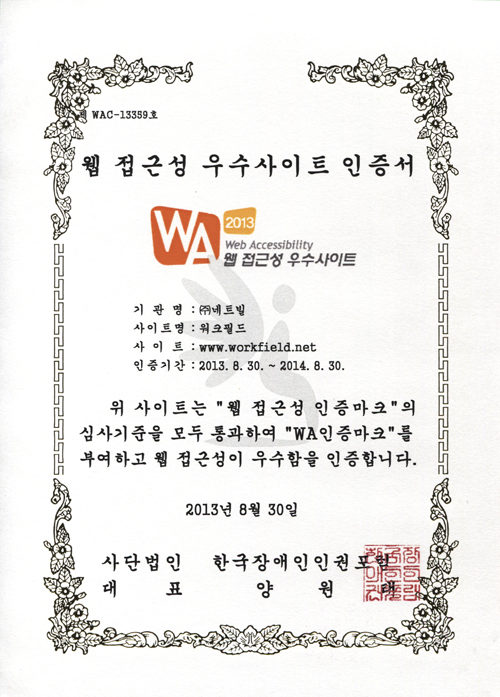 제 WAC-13389호
웹 접근성 우수사이트 인증서
WA 2013
Web Accessibility
웹 접근성 우수사이트
기 관 명 : ㈜네트빌
사이트명 : 워크필드
사 이 트 : www.workfield.net
인증기간 : 2013. 8. 30. ~ 2014. 8. 30.
위 사이트는 "웹 접근성 인증마크"의
심사기준을 모두 통과하여 "WA인증마크"를
부여하고 웹 접근성이 우수함을 인증합니다.
2013년 8월 30일
사단법인 한국장애인인권포럼
대 표 양 원 태